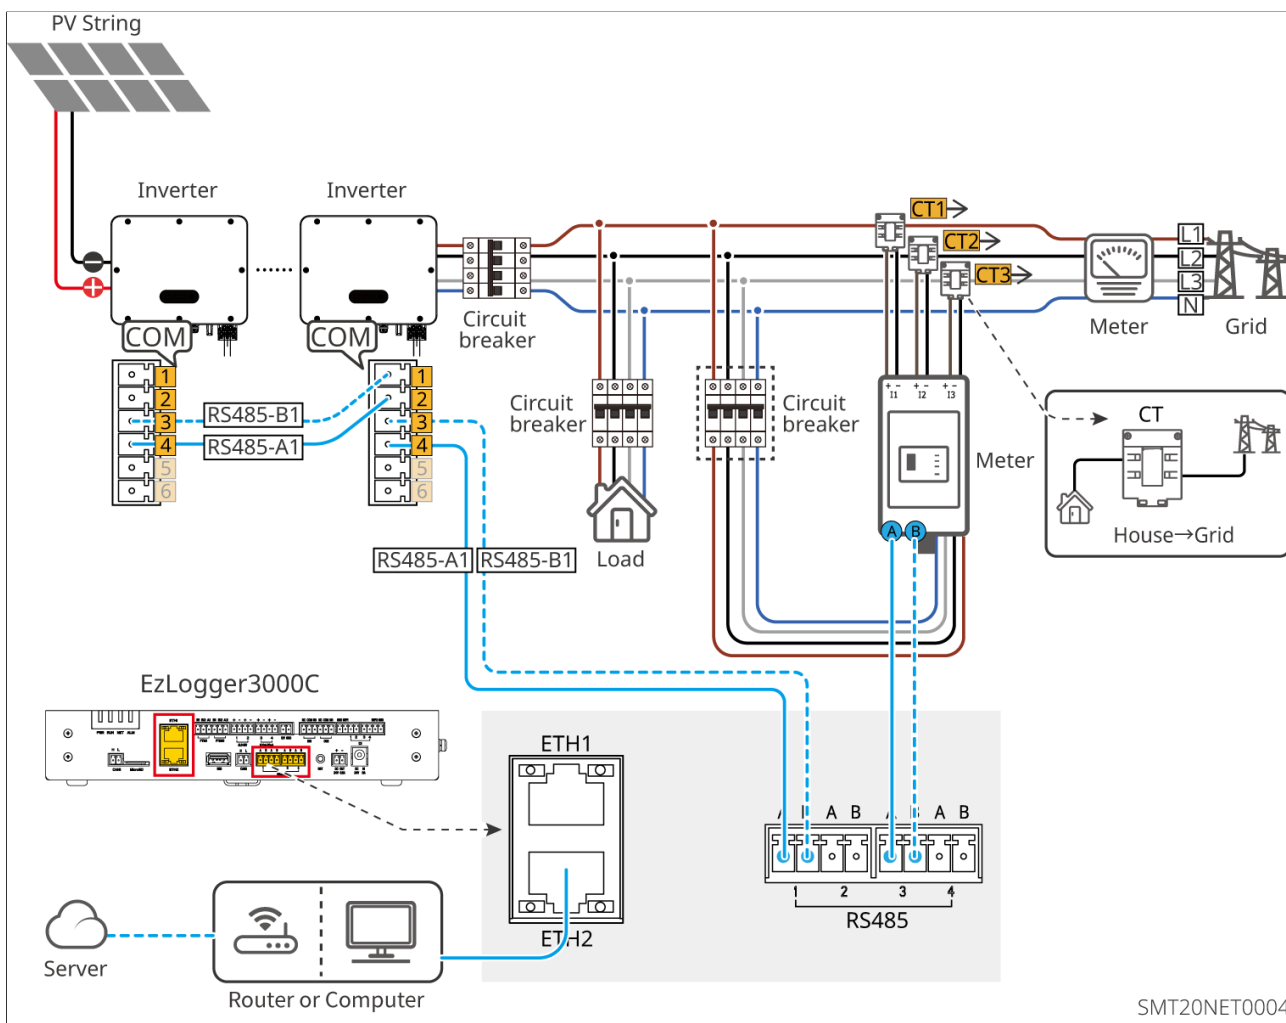 PV String
Inverter
Inverter
COM
COM
1
2
3
4
5
6
1
2
3
4
5
6
RS485-B1
RS485-A1
Circuit
breaker
CT1
CT2
CT3
L1
L2
L3
N
Meter
Grid
Circuit
breaker
Circuit
breaker
+ -
+ -
+ -
I1
I2
I3
Meter
A
B
CT
House→Grid
Load
RS485-A1
RS485-B1
EzLogger3000C
ETH1
ETH2
A
A B
A
A B
1
2
3
4
RS485
Server
Router or Computer
SMT20NET0004